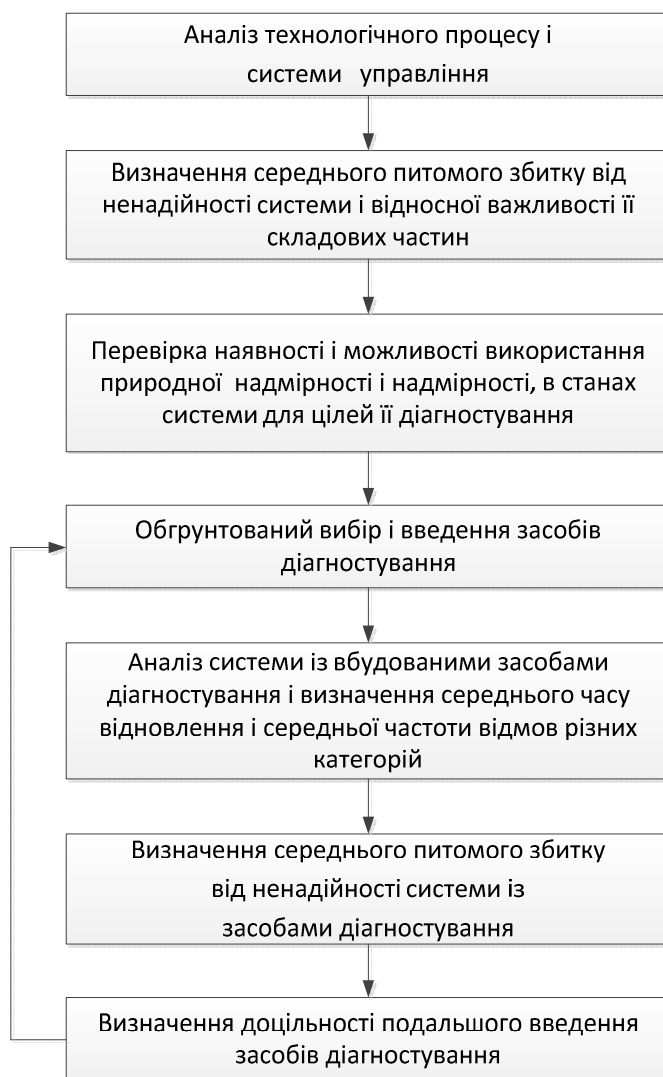 Аналіз технологічного процесу і
системи управління
Визначення середнього питомого збитку від
ненадійності системи і відносної важливості її
складових частин
Перевірка наявності і можливості використання
природної надмірності і надмірності, в станах
системи для цілей її діагностування
Обгрунтований вибір і введення засобів
діагностування
Аналіз системи із вбудованими засобами
діагностування і визначення середнього часу
відновлення і середньої частоти відмов різних
категорій
Визначення середнього питомого збитку
від ненадійності системи із
засобами діагностування
Визначення доцільності подальшого введення
засобів діагностування